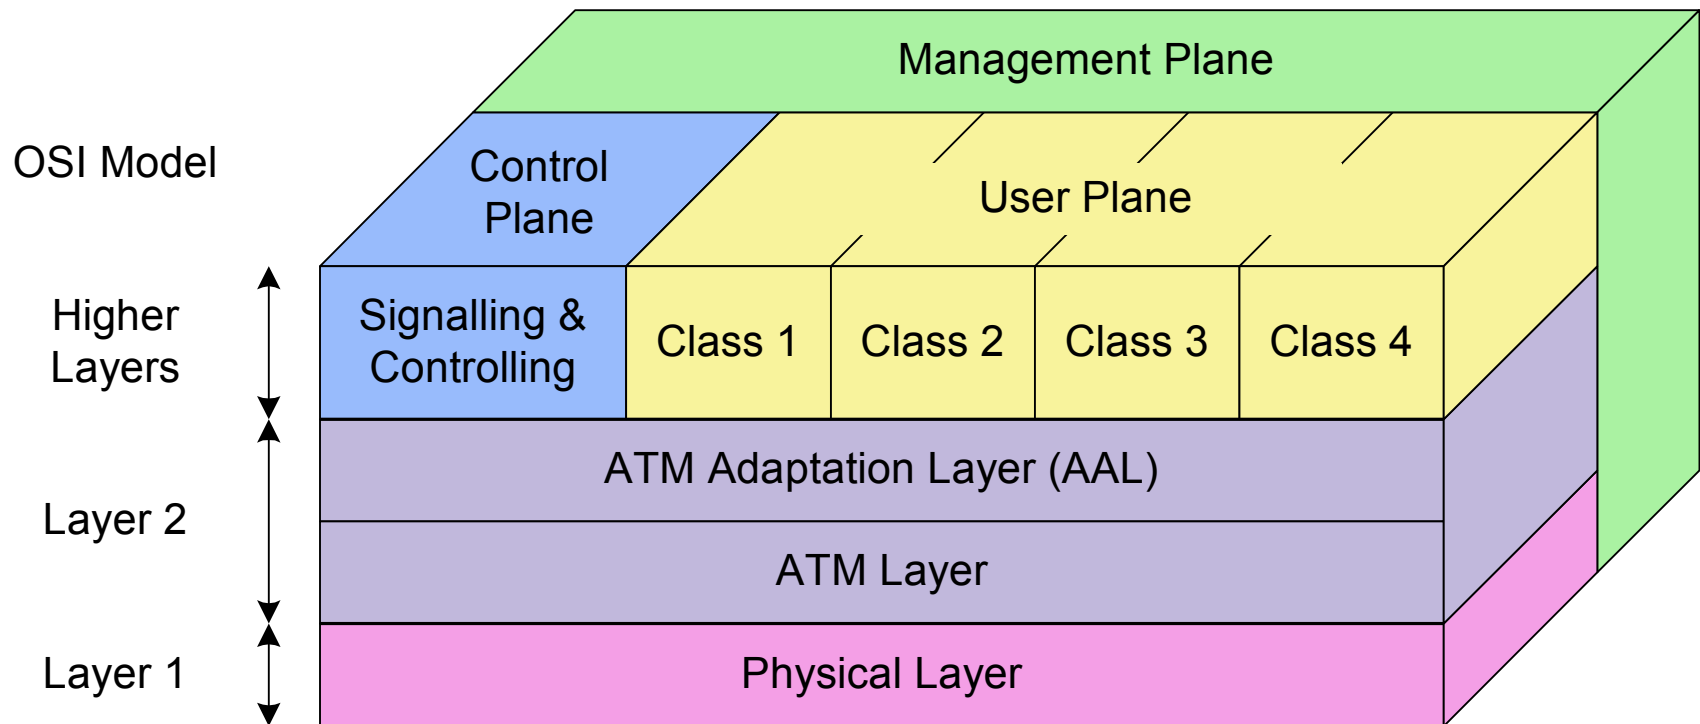 Management Plane
OSI Model
Control
Plane
User Plane
Higher
Layers
Signalling &
Controlling
Class 1
Class 2
Class 3
Class 4
Layer 2
ATM Adaptation Layer (AAL)
ATM Layer
Layer 1
Physical Layer